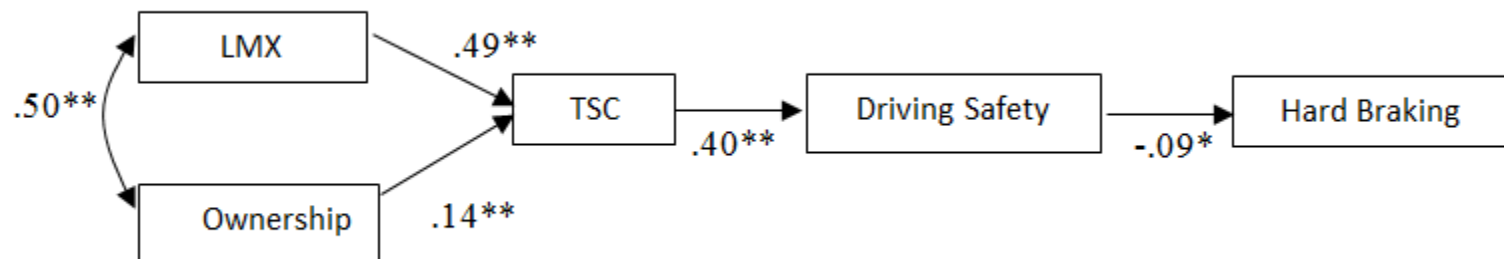 LMX
.49**
.50**
TSC
.40**
Driving Safety
-.09*
Hard Braking
Ownership
.14**